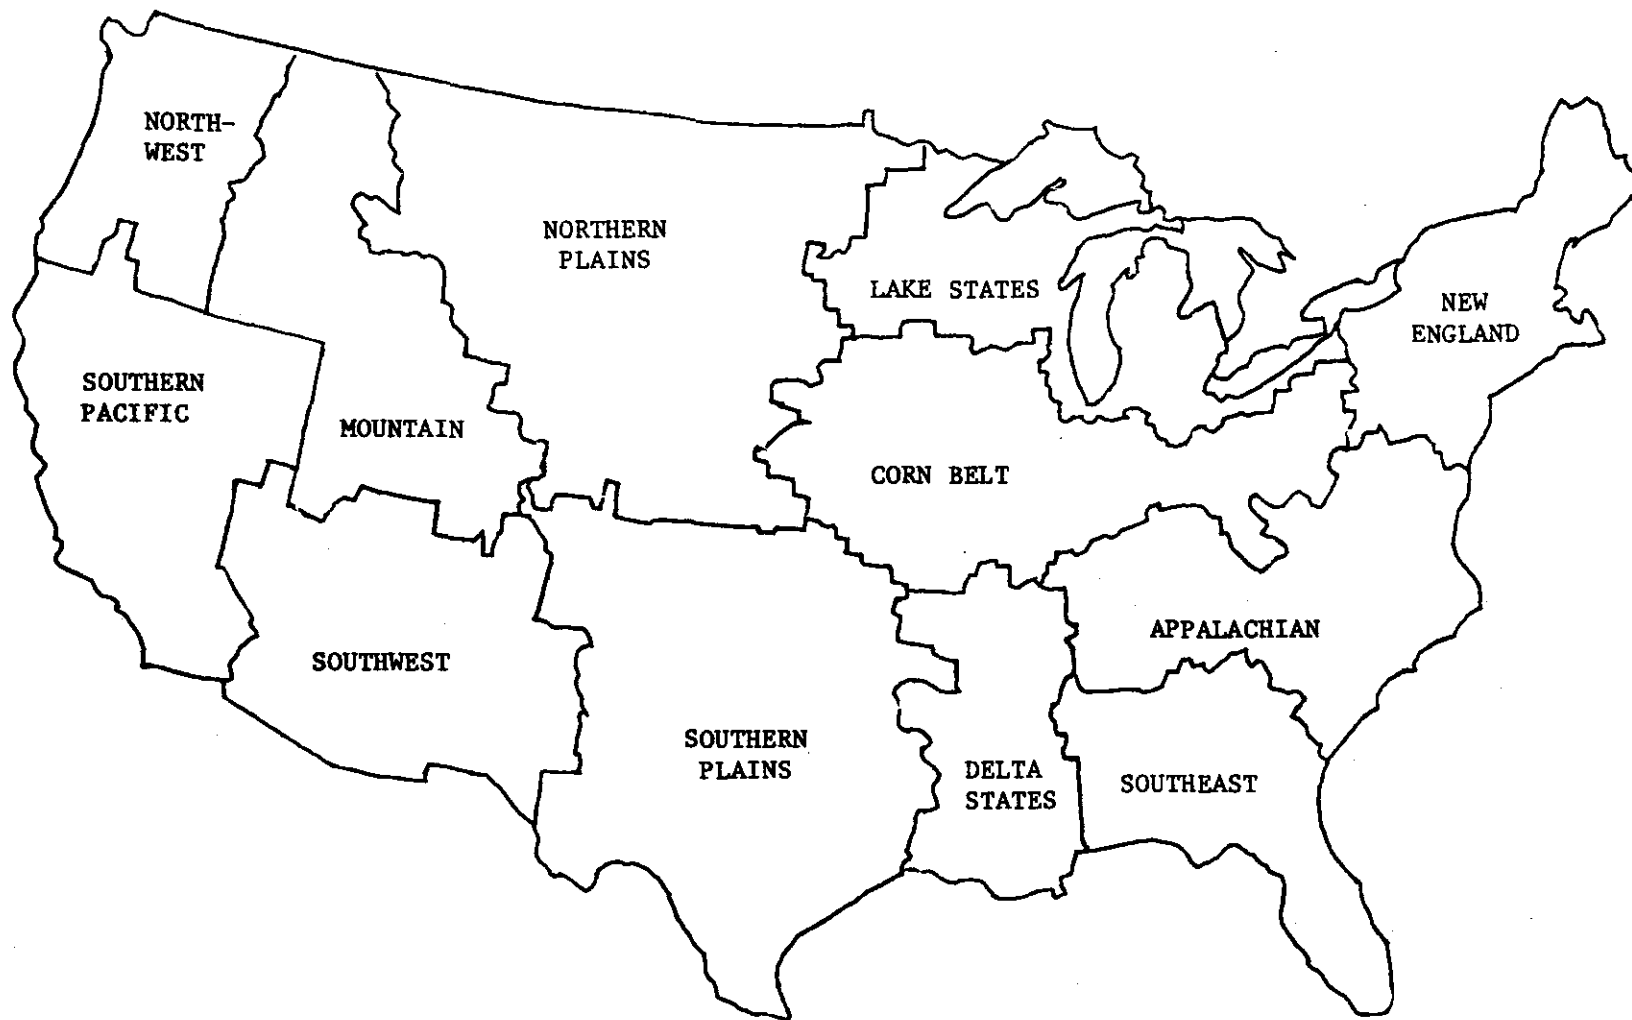 NORTH-
WEST
NORTHERN
PLAINS
LAKE STATES
NEW
ENGLAND
SOUTHERN
PACIFIC
MOUNTAIN
CORN BELT
APPALACHIAN
SOUTHWEST
SOUTHERN
PLAINS
DELTA
STATES
SOUTHEAST